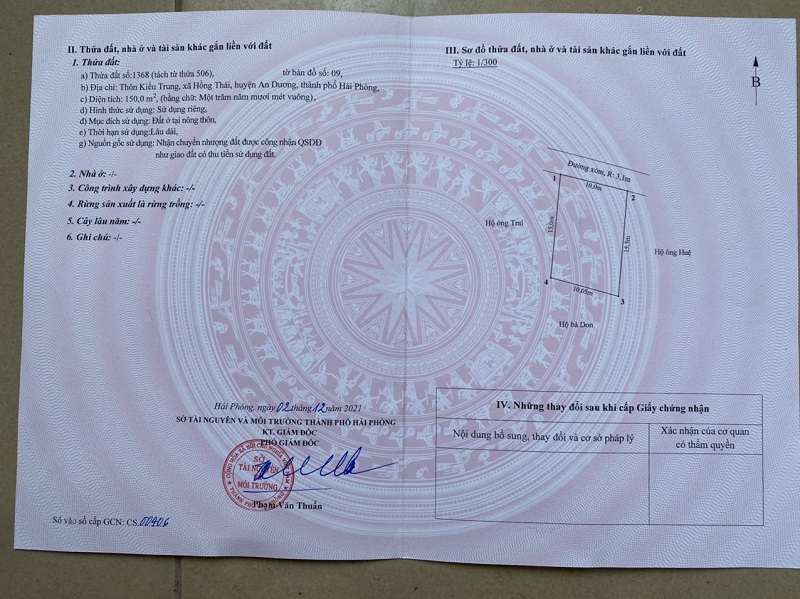 II. Thửa đất, nhà ở và tài sản khác gắn liền với đất
1. Thửa đất:
a) Thửa đất số:1368 (tách từ thửa 506), tờ bản đồ số: 09,
b) Địa chỉ: Thôn Kiều Trung, xã Hồng Thái, huyện An Dương, thành phố Hải Phòng,
c) Diện tích: 150,0 m², (bằng chữ: Một trăm năm mươi mét vuông),
d) Hình thức sử dụng: Sử dụng riêng,
đ) Mục đích sử dụng: Đất ở tại nông thôn,
e) Thời hạn sử dụng:Lâu dài,
g) Nguồn gốc sử dụng: Nhận chuyển nhượng đất được công nhận QSDĐ
như giao đất có thu tiền sử dụng đất.
2. Nhà ở: -/-
3. Công trình xây dựng khác: -/-
4. Rừng sản xuất là rừng trồng: -/-
5. Cây lâu năm: -/-
6. Ghi chú: -/-
Hải Phòng, ngày 02 tháng 12 năm 2021
SỞ TÀI NGUYÊN VÀ MÔI TRƯỜNG THÀNH PHỐ HẢI PHÒNG
KT. GIÁM ĐỐC
PHÓ GIÁM ĐỐC
SỞ
TÀI NGUYÊN
MÔI TRƯỜNG
Phạm Văn Thuấn
Số vào sổ cấp GCN: CS.00406
III. Sơ đồ thửa đất, nhà ở và tài sản khác gắn liền với đất
Tỷ lệ: 1/300
B
Đường xóm, R: 3,1m
1
10,0m
2
Hộ ông Trai
15,0m
15,3m
Hộ ông Huệ
4
10,05m
3
Hộ bà Don
IV. Những thay đổi sau khi cấp Giấy chứng nhận
Nội dung bổ sung, thay đổi và cơ sở pháp lý
Xác nhận của cơ quan
có thẩm quyền